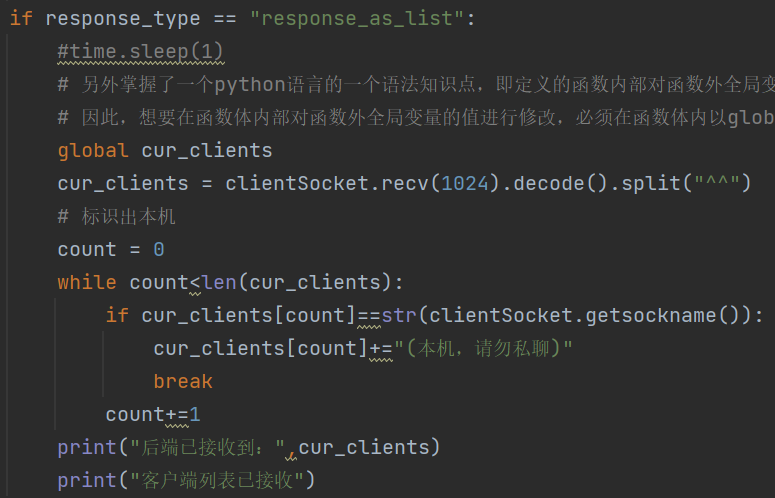 if response_type == "response_as_list":
#time.sleep(1)
# 另外掌握了一个python语言的一个语法知识点，即定义的函数内部对函数外全局变
# 因此，想要在函数体内部对函数外全局变量的值进行修改，必须在函数体内以glob
global cur_clients
cur_clients = clientSocket.recv(1024).decode().split("^^")
# 标识出本机
count = 0
while count<len(cur_clients):
if cur_clients[count]==str(clientSocket.getsockname()):
cur_clients[count]+="(本机，请勿私聊)"
break
count+=1
print("后端已接收到：",cur_clients)
print("客户端列表已接收")